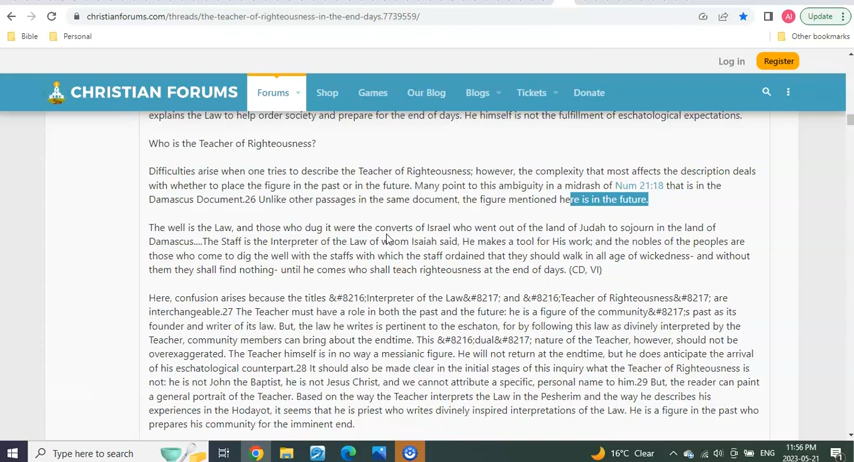 christianforums.com/threads/the-teacher-of-righteousness-in-the-end-days.7739559/
AI
Update
Bible
Personal
Other bookmarks
Log in
Register
CHRISTIAN FORUMS
Forums
Shop
Games
Our Blog
Blogs
Tickets
Donate
explains the Law to help order society and prepare for the end of days. He himself is not the fulfillment of eschatological expectations.
Who is the Teacher of Righteousness?
Difficulties arise when one tries to describe the Teacher of Righteousness; however, the complexity that most affects the description deals
with whether to place the figure in the past or in the future. Many point to this ambiguity in a midrash of Num 21:18 that is in the
Damascus Document.26 Unlike other passages in the same document, the figure mentioned here is in the future.
The well is the Law, and those who dug it were the converts of Israel who went out of the land of Judah to sojourn in the land of
Damascus....The Staff is the Interpreter of the Law of whom Isaiah said, He makes a tool for His work; and the nobles of the peoples are
those who come to dig the well with the staffs with which the staff ordained that they should walk in all age of wickedness- and without
them they shall find nothing- until he comes who shall teach righteousness at the end of days. (CD, VI)
Here, confusion arises because the titles &#8216;Interpreter of the Law&#8217; and &#8216;Teacher of Righteousness&#8217; are
interchangeable.27 The Teacher must have a role in both the past and the future: he is a figure of the community&#8217;s past as its
founder and writer of its law. But, the law he writes is pertinent to the eschaton, for by following this law as divinely interpreted by the
Teacher, community members can bring about the endtime. This &#8216;dual&#8217; nature of the Teacher, however, should not be
overexaggerated. The Teacher himself is in no way a messianic figure. He will not return at the endtime, but he does anticipate the arrival
of his eschatological counterpart.28 It should also be made clear in the initial stages of this inquiry what the Teacher of Righteousness is
not: he is not John the Baptist, he is not Jesus Christ, and we cannot attribute a specific, personal name to him.29 But, the reader can paint
a general portrait of the Teacher. Based on the way the Teacher interprets the Law in the Pesherim and the way he describes his
experiences in the Hodayot, it seems that he is priest who writes divinely inspired interpretations of the Law. He is a figure in the past who
prepares his community for the imminent end.
Type here to search
16°C Clear
ENG
11:56 PM
2023-05-21